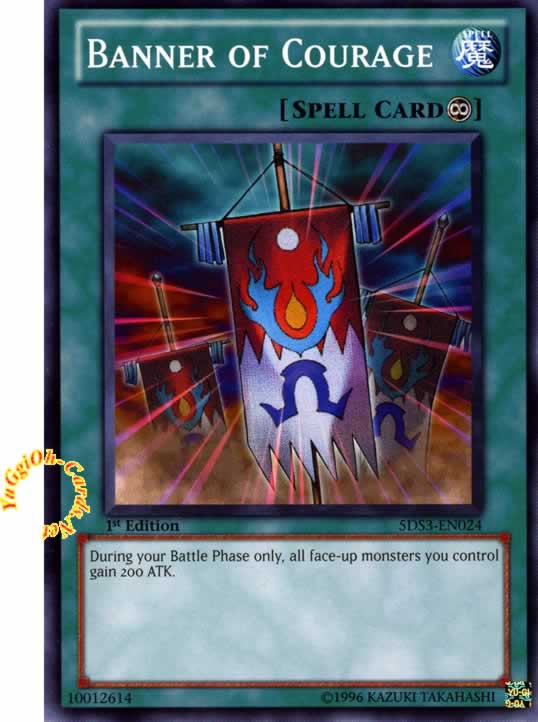 BANNER OF COURAGE
SPELL
魔
[SPELL CARD]
1st Edition
5DS3-EN024
YuGgiOh-Cards.Net
During your Battle Phase only, all face-up monsters you control
gain 200 ATK.
10012614
©1996 KAZUKI TAKAHASHI